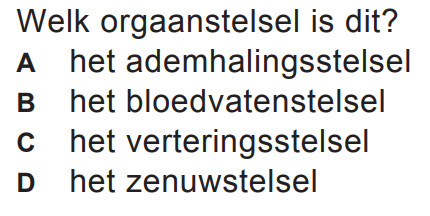 Welk orgaanstelsel is dit?
A het ademhalingsstelsel
B het bloedvatenstelsel
C het verteringsstelsel
D het zenuwstelsel